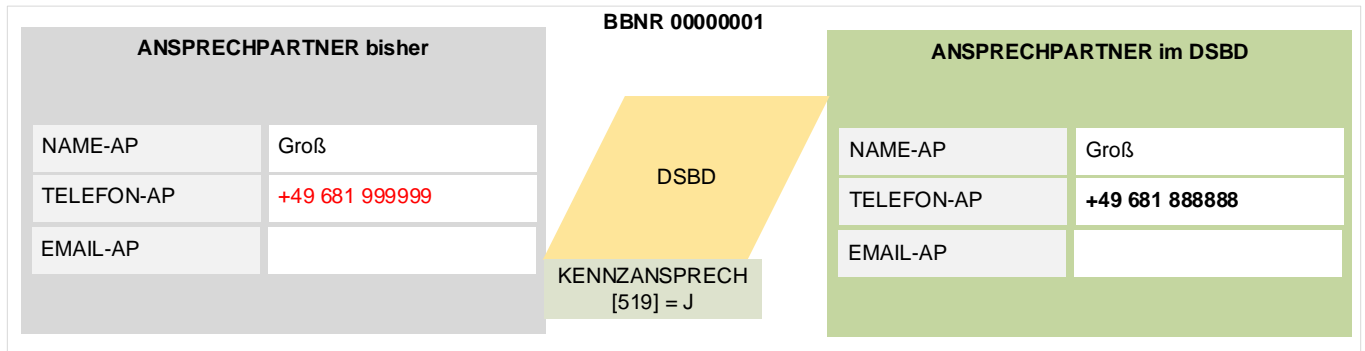 BBNR 00000001
ANSPRECHPARTNER bisher
NAME-AP Groß
TELEFON-AP +49 681 999999
EMAIL-AP
DSBD
KENNZANSPRECH
[519] = J
ANSPRECHPARTNER im DSBD
NAME-AP Groß
TELEFON-AP +49 681 888888
EMAIL-AP